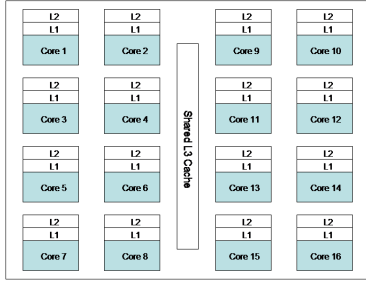 L2 L2 L2 L2
L1 L1 L1 L1
Core 1 Core 2 Core 9 Core 10
L2 L2 L2 L2
L1 L1 L1 L1
Core 3 Core 4 Core 11 Core 12
Shared L3 Cache
L2 L2 L2 L2
L1 L1 L1 L1
Core 5 Core 6 Core 13 Core 14
L2 L2 L2 L2
L1 L1 L1 L1
Core 7 Core 8 Core 15 Core 16